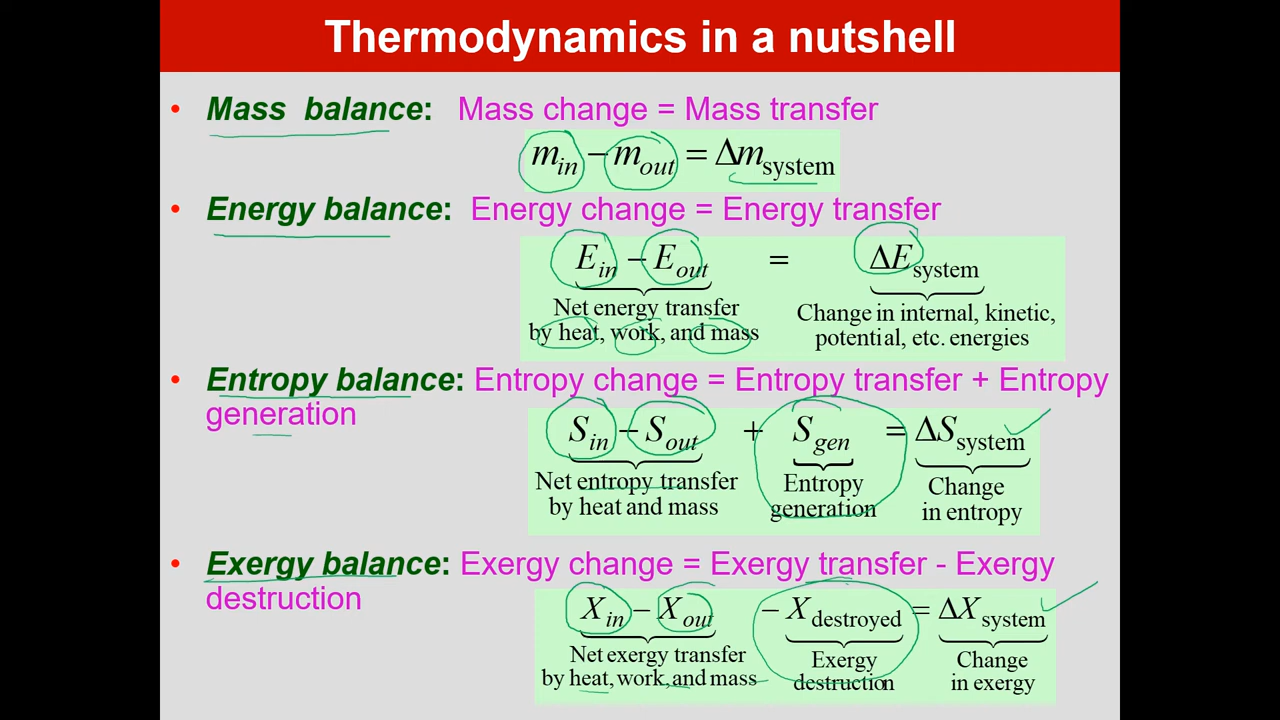 Thermodynamics in a nutshell
• Mass balance: Mass change = Mass transfer
m_in − m_out = Δm_system
• Energy balance: Energy change = Energy transfer
E_in − E_out = ΔE_system
Net energy transfer by heat, work, and mass
Change in internal, kinetic, potential, etc. energies
• Entropy balance: Entropy change = Entropy transfer + Entropy
generation
S_in − S_out + S_gen = ΔS_system
Net entropy transfer by heat and mass
Entropy generation
Change in entropy
• Exergy balance: Exergy change = Exergy transfer - Exergy
destruction
X_in − X_out − X_destroyed = ΔX_system
Net exergy transfer by heat, work, and mass
Exergy destruction
Change in exergy